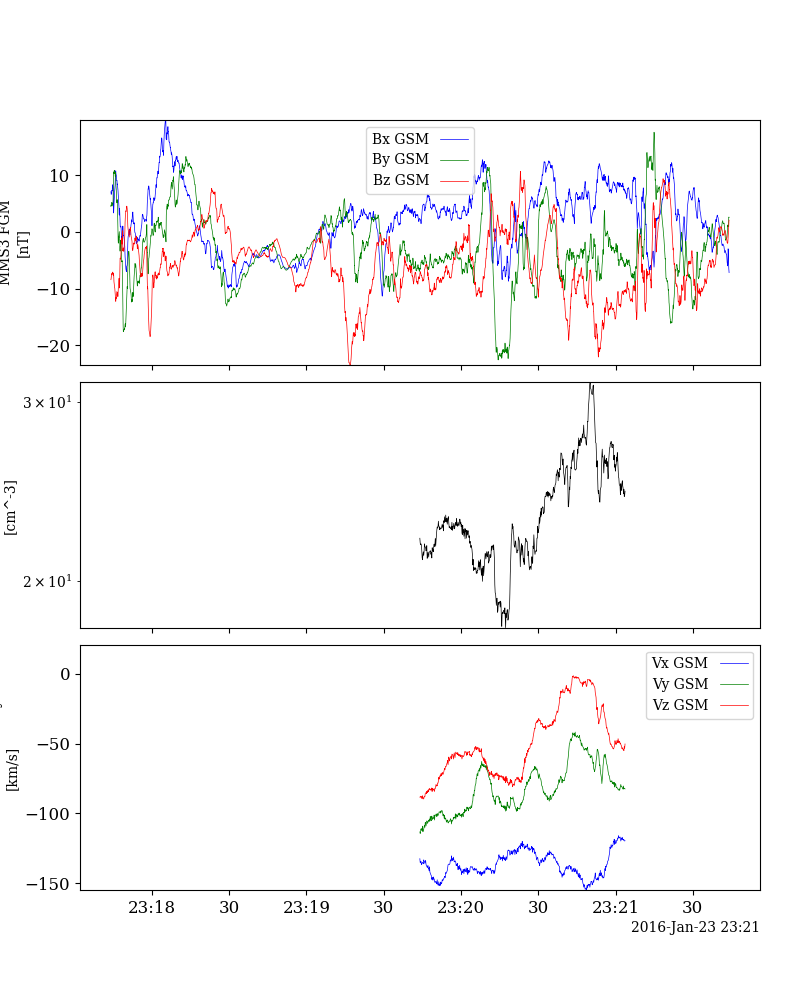 Bx GSM
By GSM
Bz GSM
10
0
−10
−20
MMS3 FGM
[nT]
3×10¹
2×10¹
[cm^-3]
Vx GSM
Vy GSM
Vz GSM
0
−50
−100
−150
[km/s]
23:18 30 23:19 30 23:20 30 23:21 30
2016-Jan-23 23:21